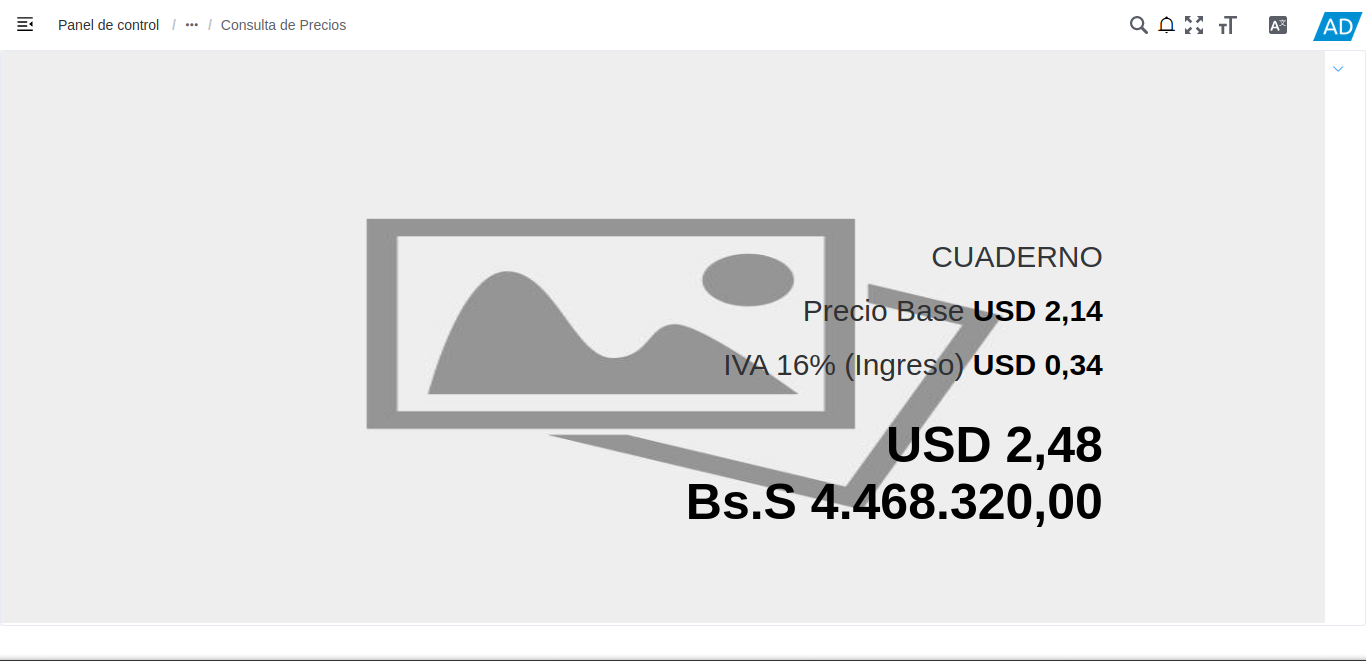 Panel de control / ••• / Consulta de Precios
AD
CUADERNO
Precio Base USD 2,14
IVA 16% (Ingreso) USD 0,34
USD 2,48
Bs.S 4.468.320,00